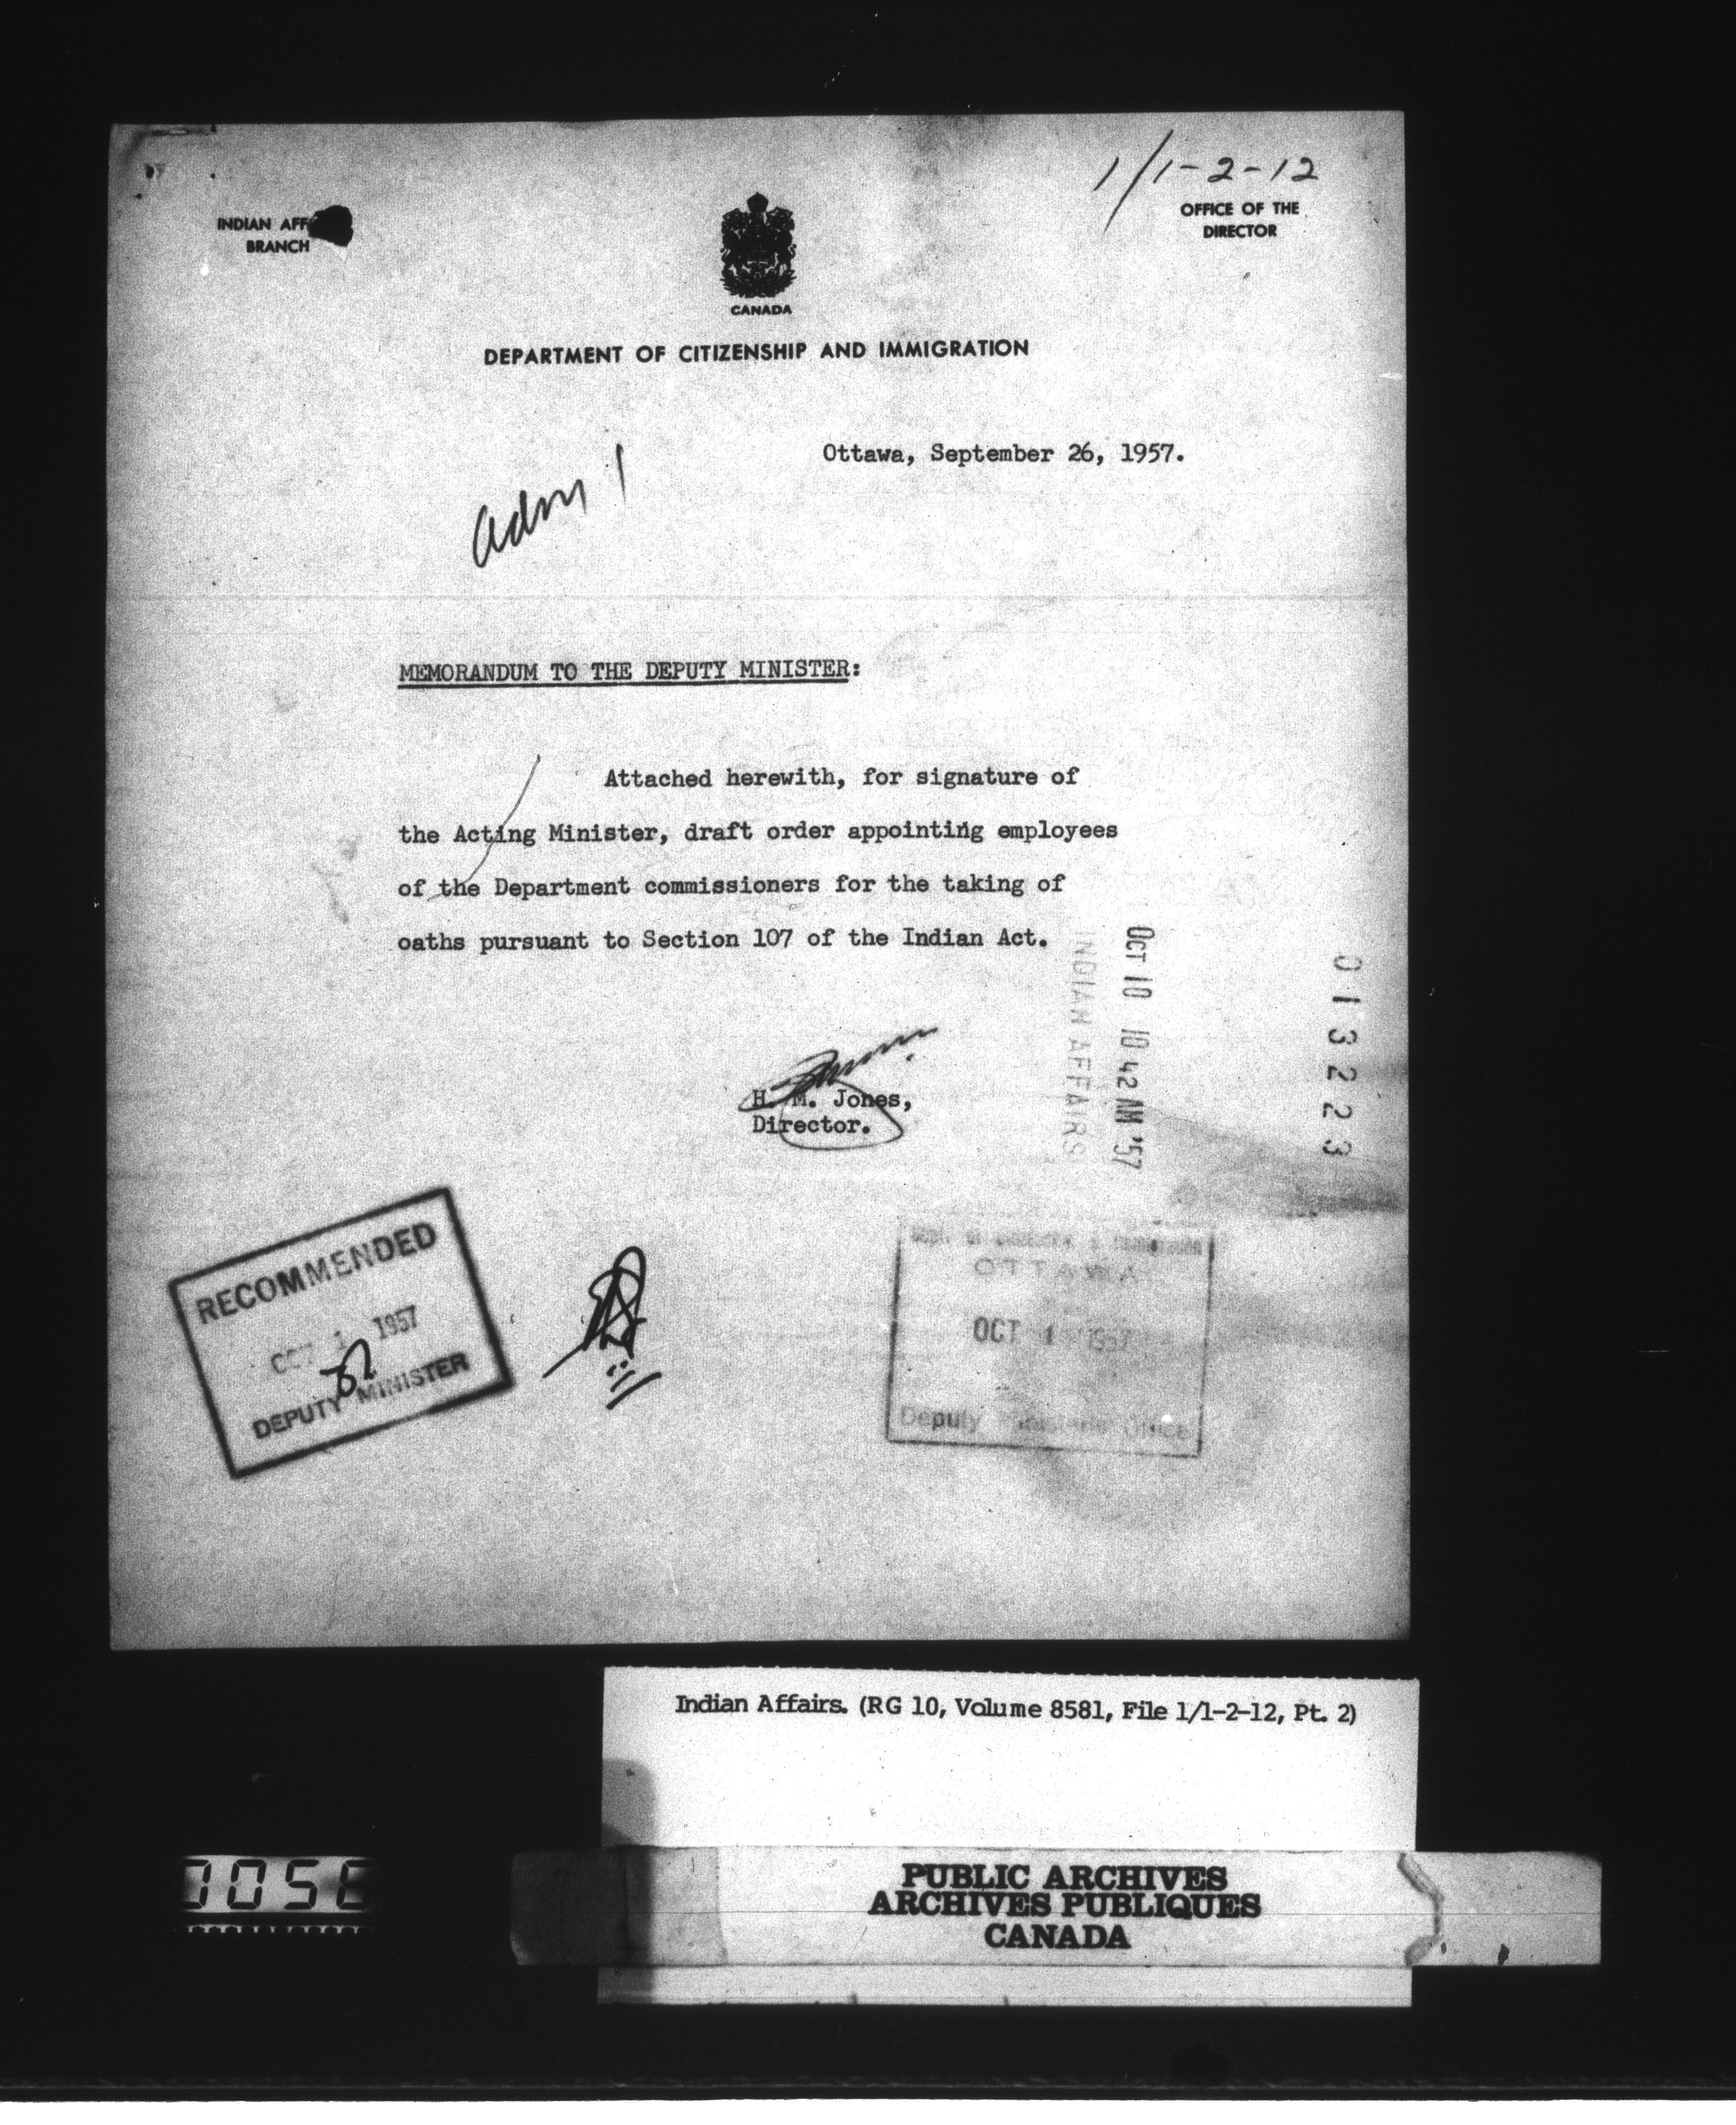 1/1-2-12
INDIAN AFF
BRANCH
OFFICE OF THE
DIRECTOR
CANADA
DEPARTMENT OF CITIZENSHIP AND IMMIGRATION
Ottawa, September 26, 1957.
Adm 1
MEMORANDUM TO THE DEPUTY MINISTER:
Attached herewith, for signature of
the Acting Minister, draft order appointing employees
of the Department commissioners for the taking of
oaths pursuant to Section 107 of the Indian Act.
H. M. Jones,
Director.
INDIAN AFFAIRS
OCT 10 10 42 AM '57
013223
RECOMMENDED
OCT 1 1957
DEPUTY MINISTER
OTTAWA
OCT 1 1957
Deputy Minister's Office
Indian Affairs. (RG 10, Volume 8581, File 1/1-2-12, Pt. 2)
PUBLIC ARCHIVES
ARCHIVES PUBLIQUES
CANADA